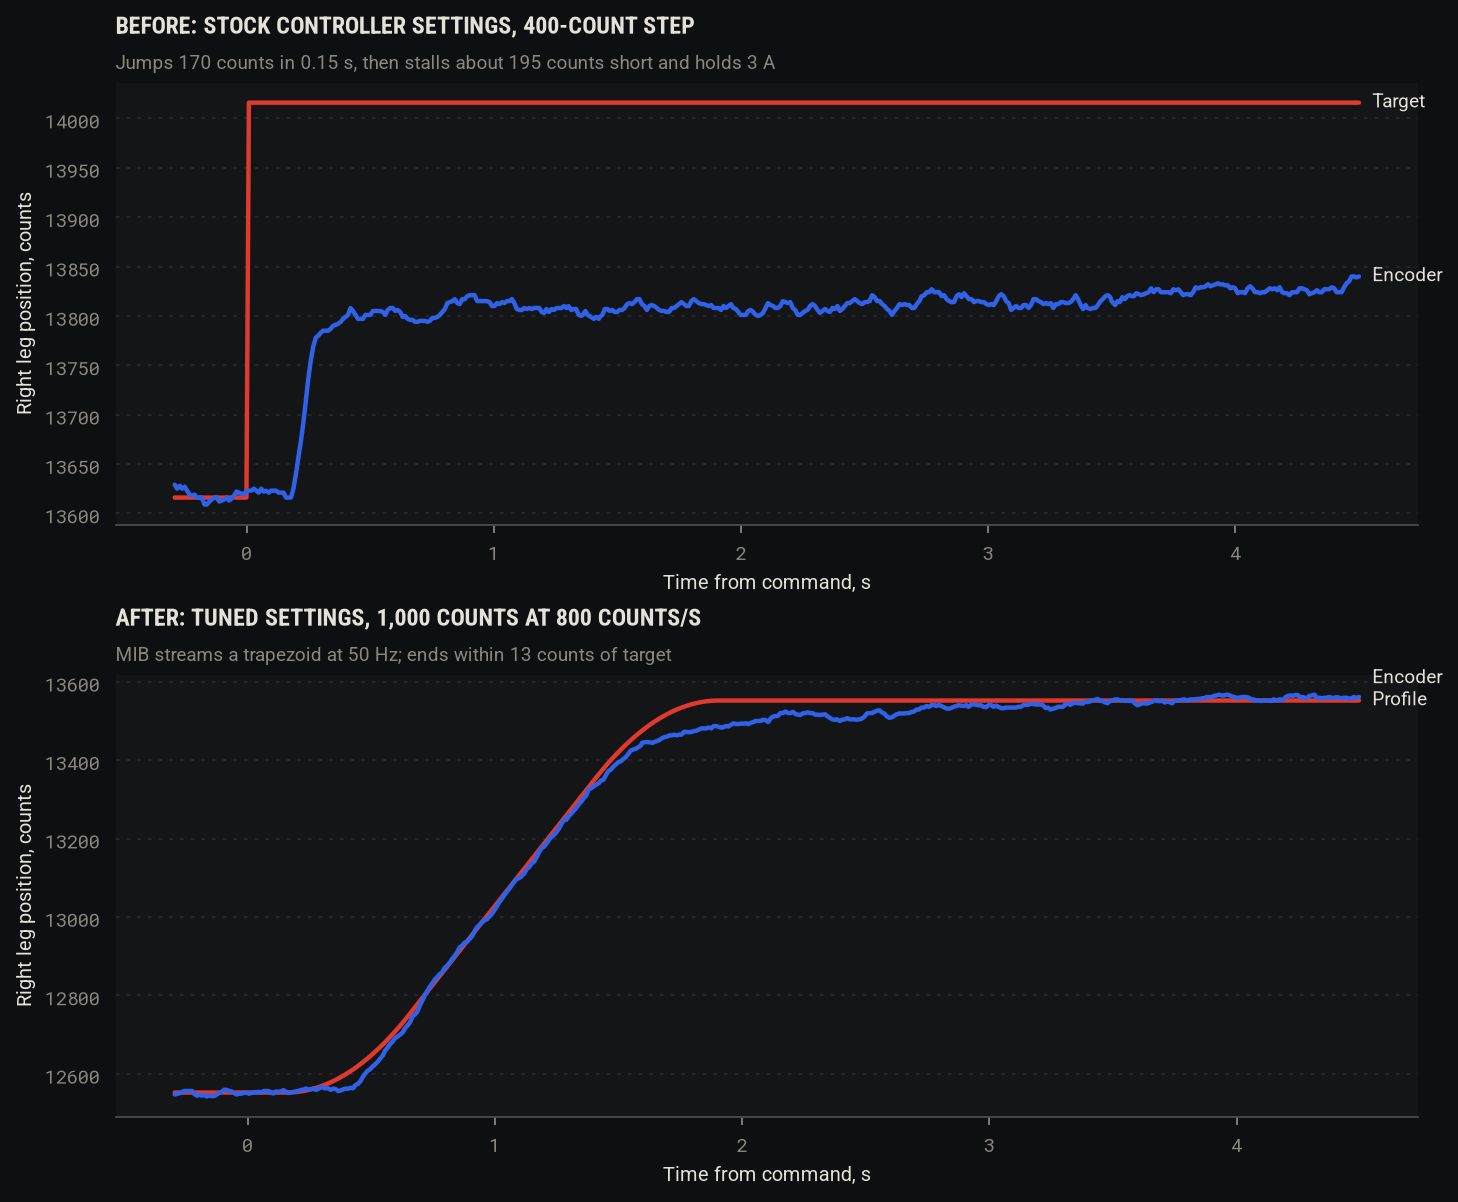 BEFORE: STOCK CONTROLLER SETTINGS, 400-COUNT STEP
Jumps 170 counts in 0.15 s, then stalls about 195 counts short and holds 3 A
Right leg position, counts
14000
13950
13900
13850
13800
13750
13700
13650
13600
Target
Encoder
0 1 2 3 4
Time from command, s
AFTER: TUNED SETTINGS, 1,000 COUNTS AT 800 COUNTS/S
MIB streams a trapezoid at 50 Hz; ends within 13 counts of target
Right leg position, counts
13600
13400
13200
13000
12800
12600
Encoder
Profile
0 1 2 3 4
Time from command, s